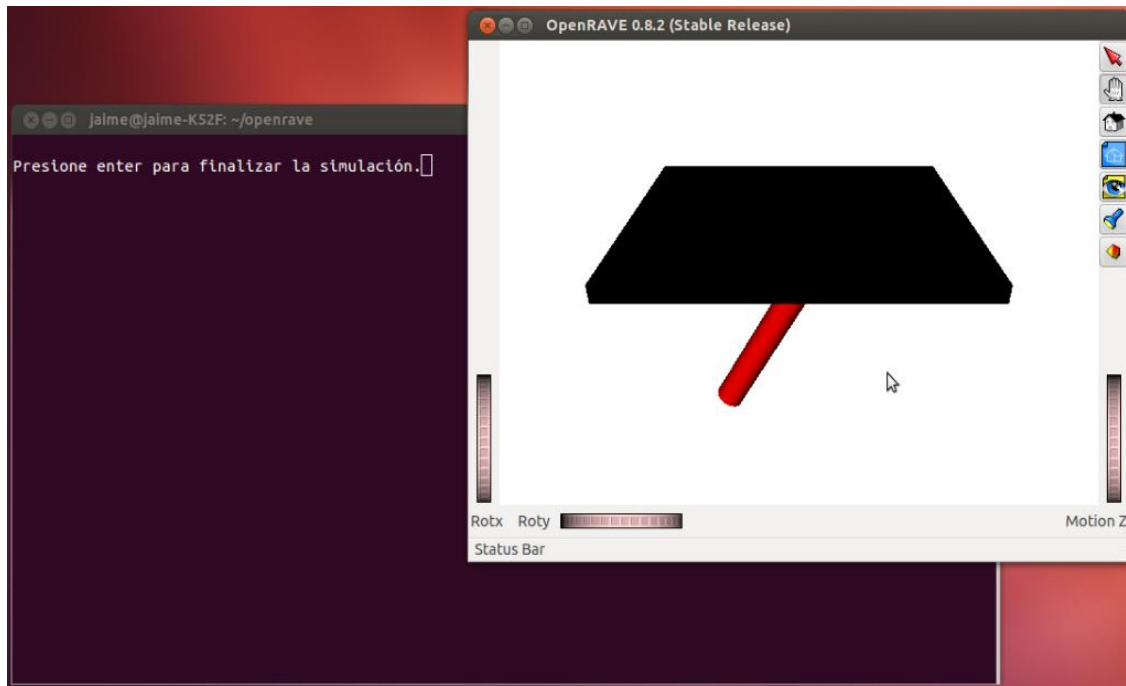 OpenRAVE 0.8.2 (Stable Release)
jaime@jaime-K52F: ~/openrave
Presione enter para finalizar la simulación.
Rotx Roty Motion Z
Status Bar